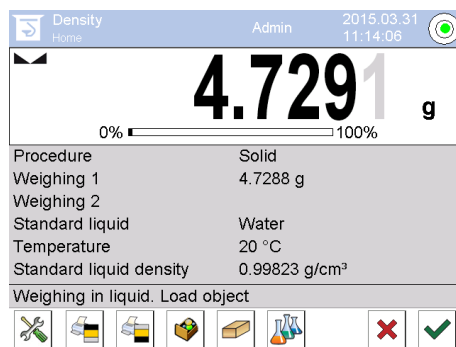 Density Admin 2015.03.31
Home 11:14:06
4.7291 g
0% 100%
Procedure Solid
Weighing 1 4.7288 g
Weighing 2
Standard liquid Water
Temperature 20 °C
Standard liquid density 0.99823 g/cm³
Weighing in liquid. Load object